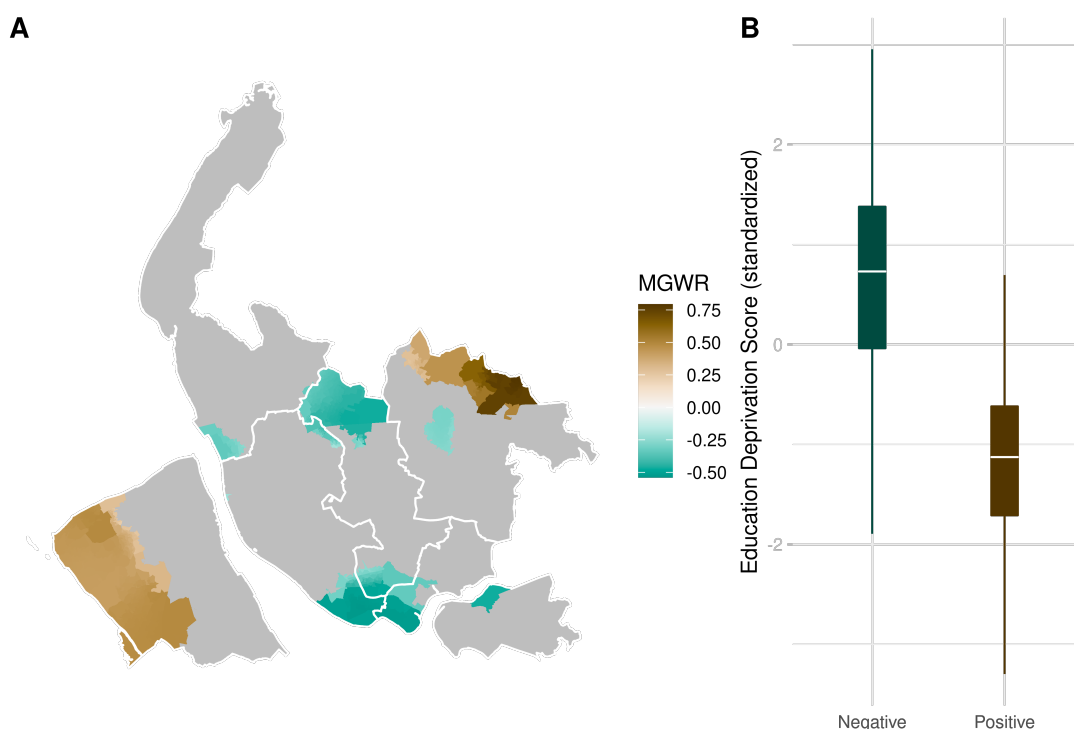 A
B
MGWR
0.75
0.50
0.25
0.00
-0.25
-0.50
Education Deprivation Score (standardized)
2
0
-2
Negative
Positive